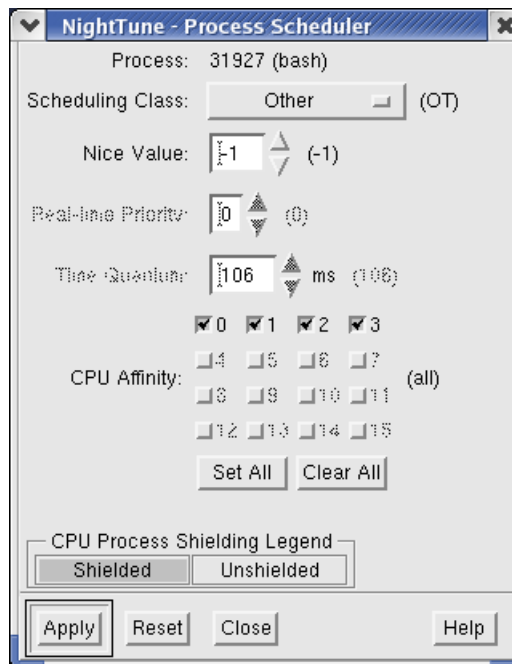 NightTune - Process Scheduler
Process: 31927 (bash)
Scheduling Class: Other (OT)
Nice Value: -1 (-1)
Real-time Priority: 0 (0)
Time Quantum: 106 ms (106)
0 1 2 3
4 5 6 7
CPU Affinity: (all)
8 9 10 11
12 13 14 15
Set All Clear All
CPU Process Shielding Legend
Shielded Unshielded
Apply Reset Close Help